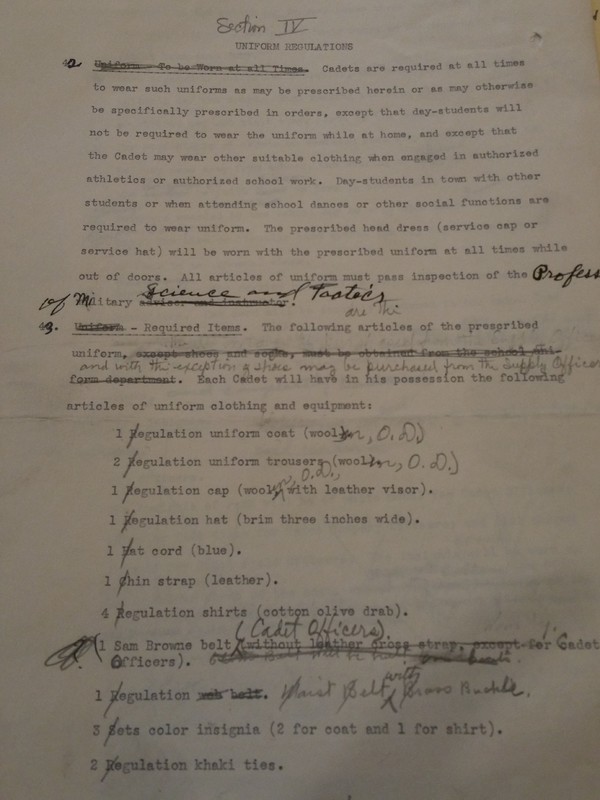 Section IV
UNIFORM REGULATIONS
42 Uniform - To be Worn at all Times. Cadets are required at all times
to wear such uniforms as may be prescribed herein or as may otherwise
be specifically prescribed in orders, except that day-students will
not be required to wear the uniform while at home, and except that
the Cadet may wear other suitable clothing when engaged in authorized
athletics or authorized school work. Day-students in town with other
students or when attending school dances or other social functions are
required to wear uniform. The prescribed head dress (service cap or
service hat) will be worn with the prescribed uniform at all times while
out of doors. All articles of uniform must pass inspection of the Profess
Science and Tactics
of Military adviser and instructor.
are the
43. Uniform - Required Items. The following articles of the prescribed
uniform, except shoes and socks, must be obtained from the school uni-
and with the exception of shoes may be purchased from the Supply Officer
form department. Each Cadet will have in his possession the following
articles of uniform clothing and equipment:
1 Regulation uniform coat (woolen, O.D.)
2 Regulation uniform trousers (woolen, O.D.)
en, O.D.,
1 Regulation cap (wool, with leather visor).
1 Regulation hat (brim three inches wide).
1 Hat cord (blue).
1 Chin strap (leather).
4 Regulation shirts (cotton olive drab).
(Cadet Officers).
1 Sam Browne belt (without leather cross strap, except for Cadet
Officers).
with
1 Regulation web belt. Waist Belt Brass Buckle.
3 Sets color insignia (2 for coat and 1 for shirt).
2 Regulation khaki ties.